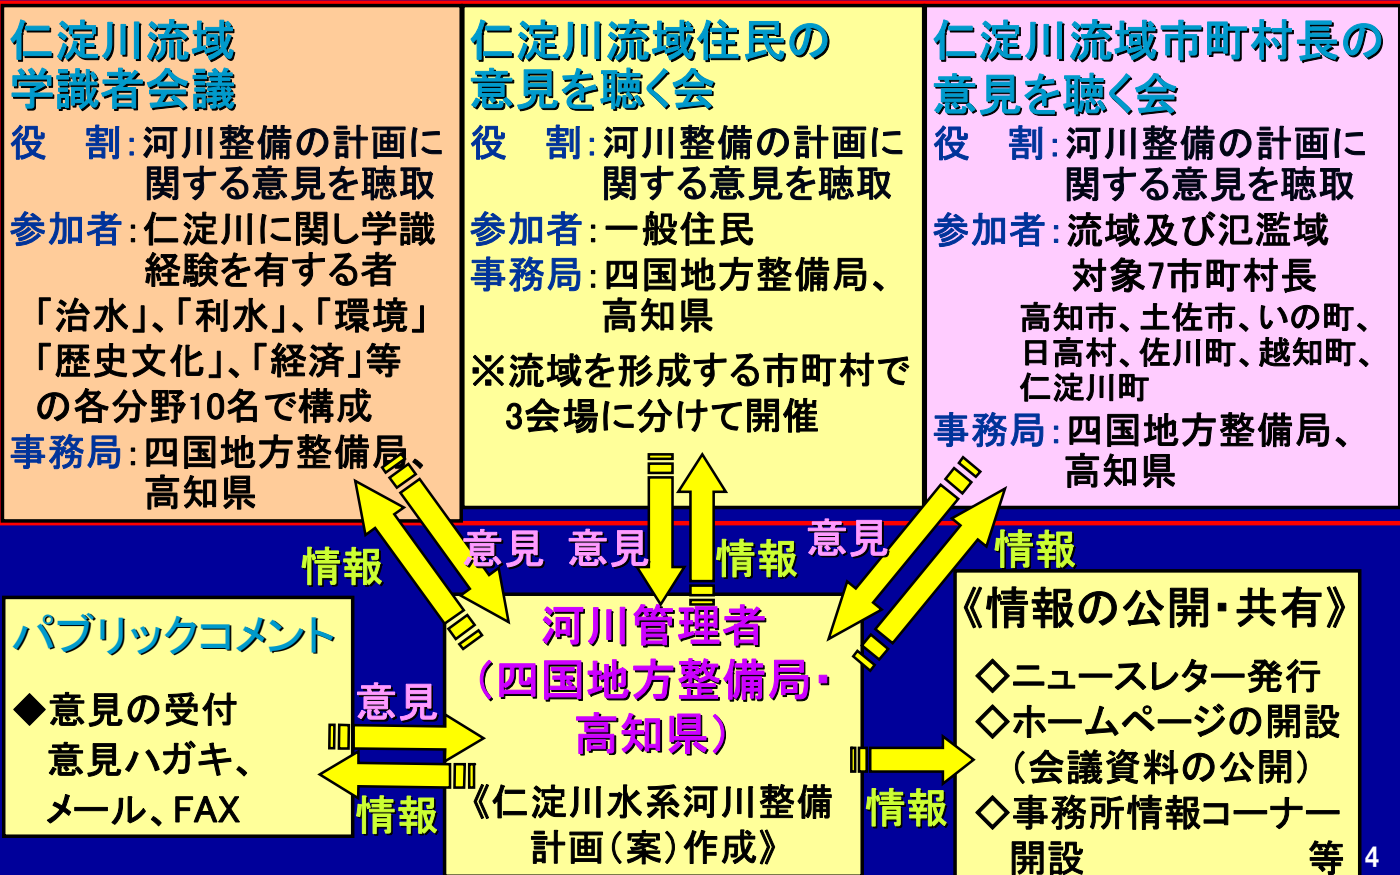 仁淀川流域
学識者会議
役　割：河川整備の計画に
関する意見を聴取
参加者：仁淀川に関し学識
経験を有する者
「治水」、「利水」、「環境」
「歴史文化」、「経済」等
の各分野10名で構成
事務局：四国地方整備局、
高知県
仁淀川流域住民の
意見を聴く会
役　割：河川整備の計画に
関する意見を聴取
参加者：一般住民
事務局：四国地方整備局、
高知県
※流域を形成する市町村で
3会場に分けて開催
仁淀川流域市町村長の
意見を聴く会
役　割：河川整備の計画に
関する意見を聴取
参加者：流域及び氾濫域
対象7市町村長
高知市、土佐市、いの町、
日高村、佐川町、越知町、
仁淀川町
事務局：四国地方整備局、
高知県
情報
意見
意見
情報
意見
情報
パブリックコメント
◆意見の受付
意見ハガキ、
メール、FAX
意見
情報
河川管理者
（四国地方整備局・
高知県）
《仁淀川水系河川整備
計画（案）作成》
情報
《情報の公開・共有》
◇ニュースレター発行
◇ホームページの開設
（会議資料の公開）
◇事務所情報コーナー
開設　等
4